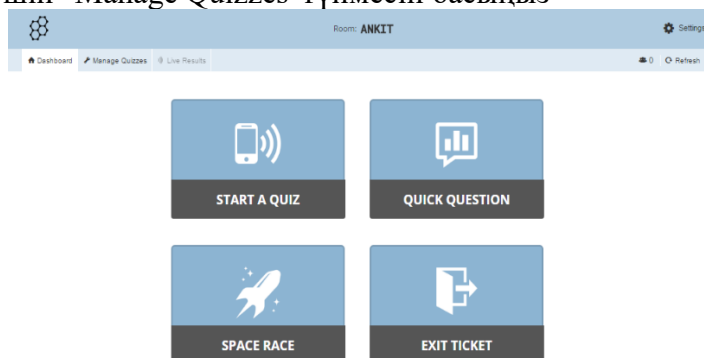 "Manage Quizzes" түймесін басыңыз
Room: ANKIT
Settings
Dashboard Manage Quizzes Live Results
0 Refresh
START A QUIZ
QUICK QUESTION
SPACE RACE
EXIT TICKET